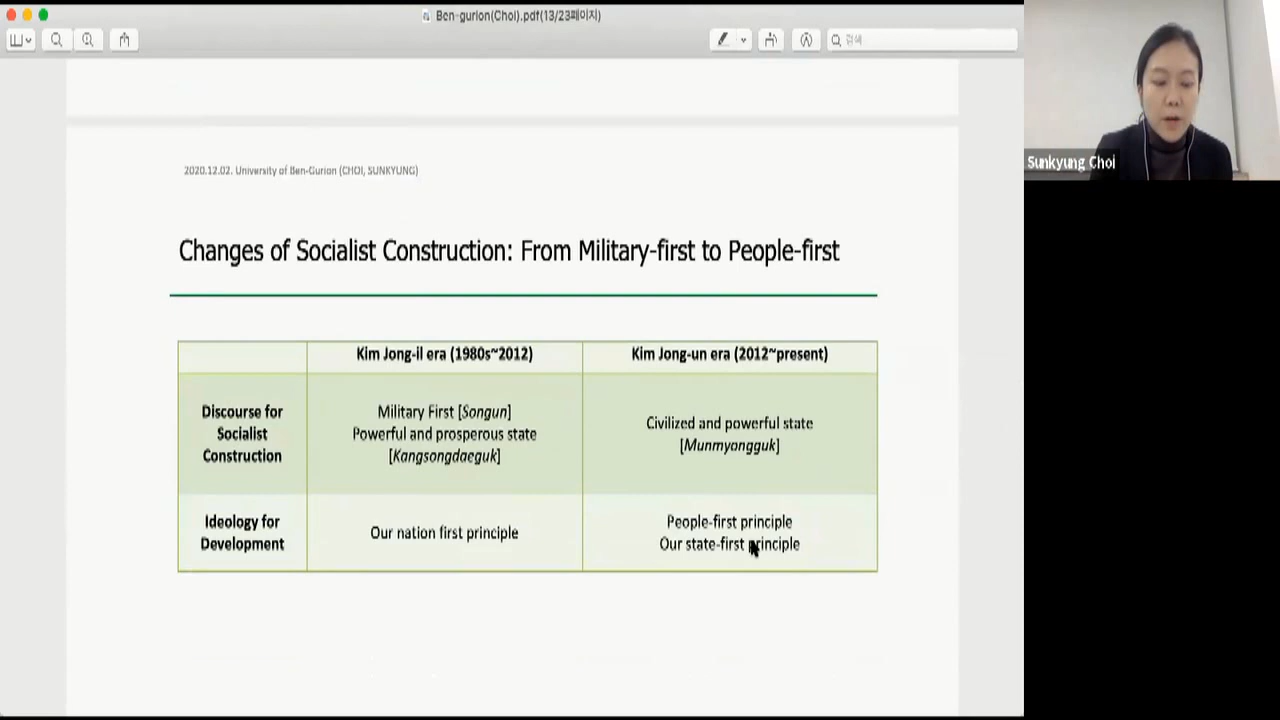 Ben-gurion(Choi).pdf(13/23페이지)
검색
Sunkyung Choi
2020.12.02. University of Ben-Gurion (CHOI, SUNKYUNG)
Changes of Socialist Construction: From Military-first to People-first
Kim Jong-il era (1980s~2012)
Kim Jong-un era (2012~present)
Discourse for
Socialist
Construction
Military First [Songun]
Powerful and prosperous state
[Kangsongdaeguk]
Civilized and powerful state
[Munmyongguk]
Ideology for
Development
Our nation first principle
People-first principle
Our state-first principle